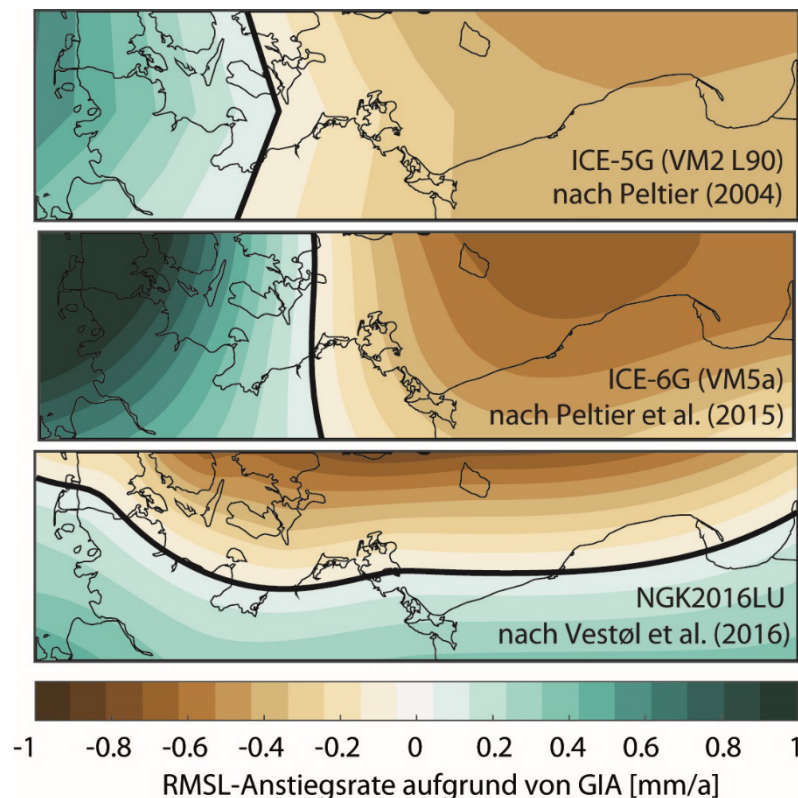 ICE-5G (VM2 L90)
nach Peltier (2004)
ICE-6G (VM5a)
nach Peltier et al. (2015)
NGK2016LU
nach Vestøl et al. (2016)
-1 -0.8 -0.6 -0.4 -0.2 0 0.2 0.4 0.6 0.8 1
RMSL-Anstiegsrate aufgrund von GIA [mm/a]